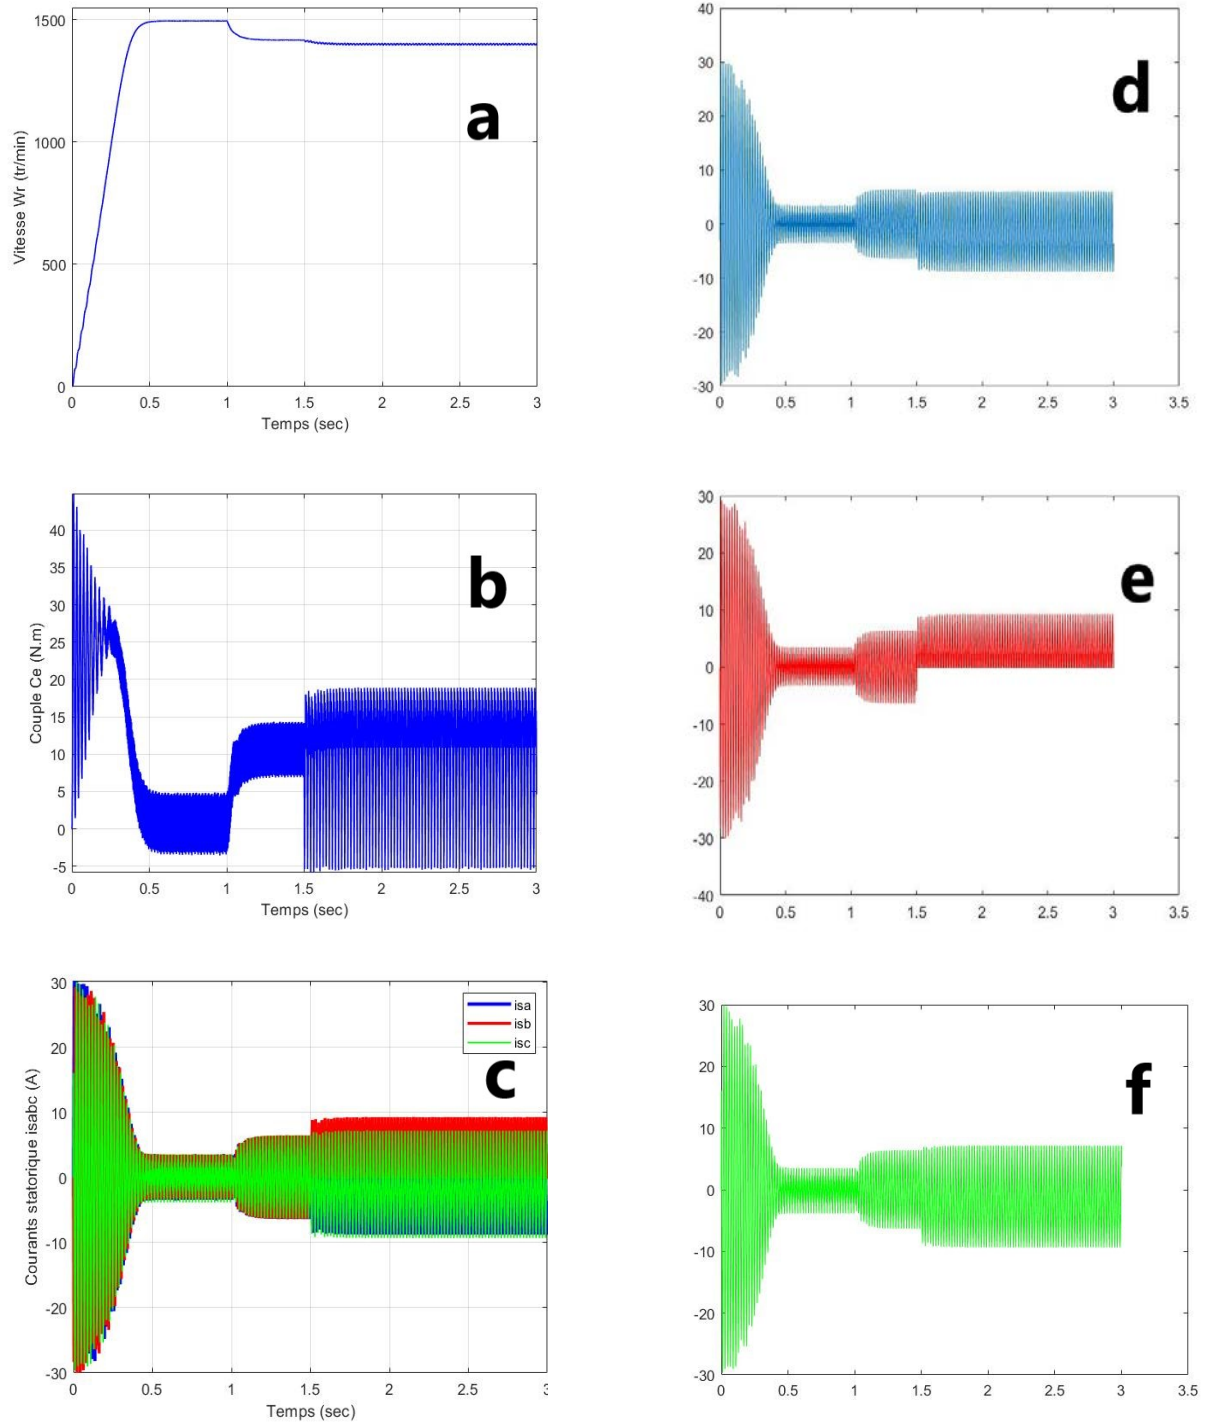 1500
1000
500
0
Vitesse Wr (tr/min)
a
0 0.5 1 1.5 2 2.5 3
Temps (sec)
40
30
20
10
0
-10
-20
-30
d
0 0.5 1 1.5 2 2.5 3 3.5
40
35
30
25
20
15
10
5
0
-5
Couple Ce (N.m)
b
0 0.5 1 1.5 2 2.5 3
Temps (sec)
30
20
10
0
-10
-20
-30
-40
e
0 0.5 1 1.5 2 2.5 3 3.5
30
20
10
0
-10
-20
-30
Courants statorique isabc (A)
isa
isb
isc
c
0 0.5 1 1.5 2 2.5 3
Temps (sec)
30
20
10
0
-10
-20
-30
f
0 0.5 1 1.5 2 2.5 3 3.5